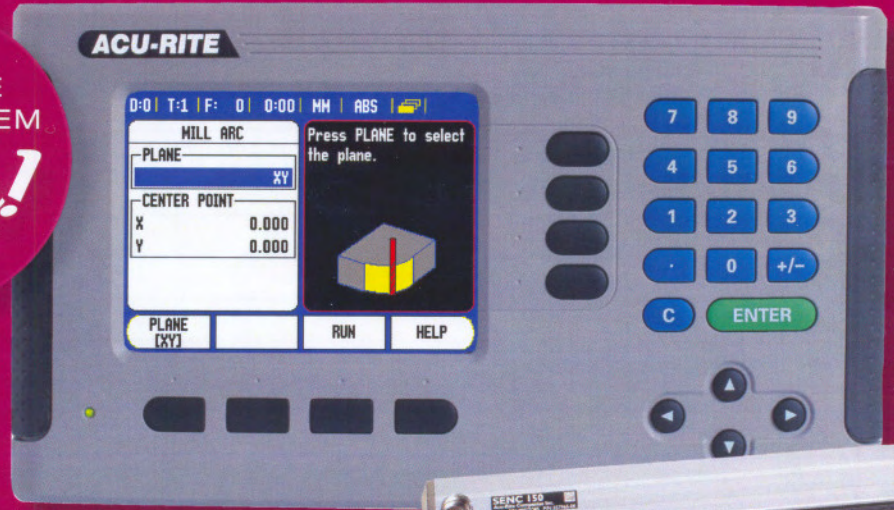 ACU-RITE
D:0 | T:1 | F: 0 | 0:00 | MM | ABS |
MILL ARC
PLANE
XY
CENTER POINT
X 0.000
Y 0.000
Press PLANE to select
the plane.
PLANE
[XY]
RUN
HELP
7 8 9
4 5 6
1 2 3
. 0 +/-
C ENTER
SENC 150